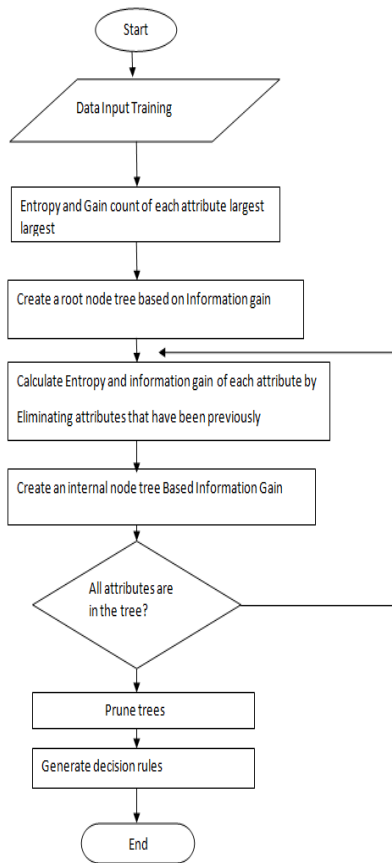 Start
Data Input Training
Entropy and Gain count of each attribute largest
largest
Create a root node tree based on Information gain
Calculate Entropy and information gain of each attribute by
Eliminating attributes that have been previously
Create an internal node tree Based Information Gain
All attributes are
in the tree?
Prune trees
Generate decision rules
End